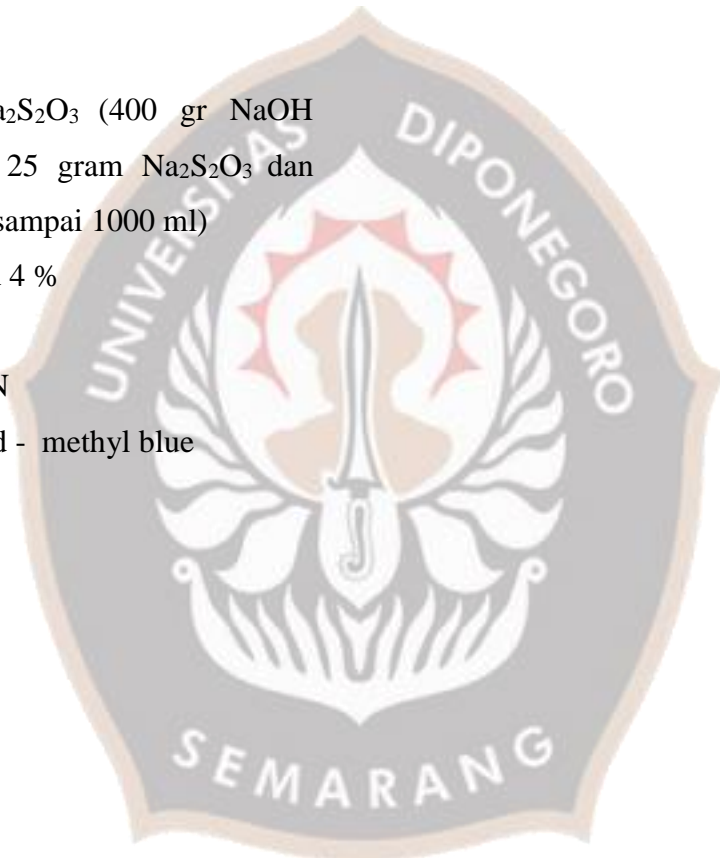 a₂S₂O₃ (400 gr NaOH
25 gram Na₂S₂O₃ dan
sampai 1000 ml)
4 %
N
d - methyl blue
UNIVERSITAS DIPONEGORO
SEMARANG